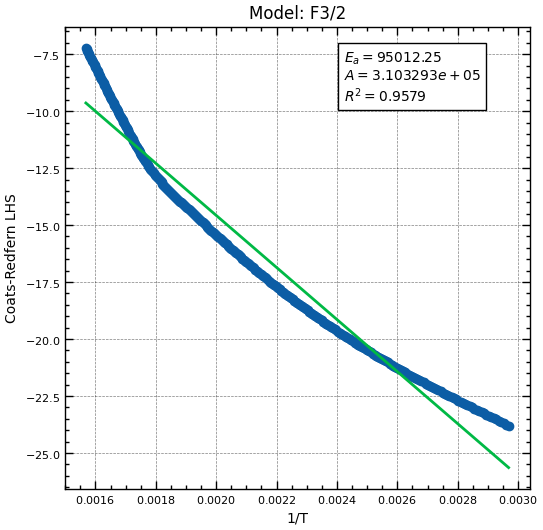 Model: F3/2
Eₐ = 95012.25
A = 3.103293e + 05
R² = 0.9579
Coats-Redfern LHS
−7.5
−10.0
−12.5
−15.0
−17.5
−20.0
−22.5
−25.0
0.0016 0.0018 0.0020 0.0022 0.0024 0.0026 0.0028 0.0030
1/T